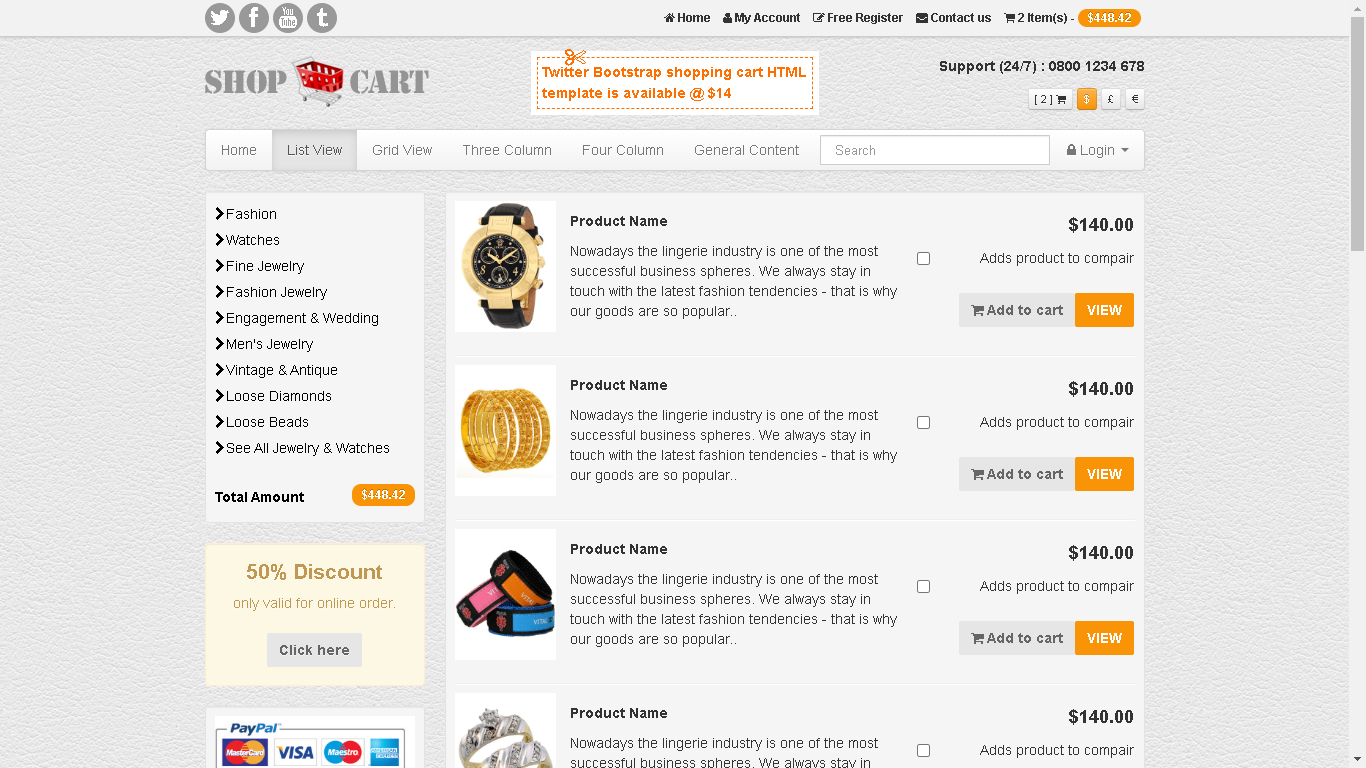 Home My Account Free Register Contact us 2 Item(s) - $448.42
SHOP CART
Twitter Bootstrap shopping cart HTML
template is available @ $14
Support (24/7) : 0800 1234 678
[ 2 ] $ £ €
Home List View Grid View Three Column Four Column General Content Search Login
Fashion
Watches
Fine Jewelry
Fashion Jewelry
Engagement & Wedding
Men's Jewelry
Vintage & Antique
Loose Diamonds
Loose Beads
See All Jewelry & Watches
Total Amount $448.42
50% Discount
only valid for online order.
Click here
PayPal
MasterCard VISA Maestro
Product Name
$140.00
Nowadays the lingerie industry is one of the most
successful business spheres. We always stay in
touch with the latest fashion tendencies - that is why
our goods are so popular..
Adds product to compair
Add to cart VIEW
Product Name
$140.00
Nowadays the lingerie industry is one of the most
successful business spheres. We always stay in
touch with the latest fashion tendencies - that is why
our goods are so popular..
Adds product to compair
Add to cart VIEW
Product Name
$140.00
Nowadays the lingerie industry is one of the most
successful business spheres. We always stay in
touch with the latest fashion tendencies - that is why
our goods are so popular..
Adds product to compair
Add to cart VIEW
Product Name
$140.00
Nowadays the lingerie industry is one of the most
successful business spheres. We always stay in
Adds product to compair